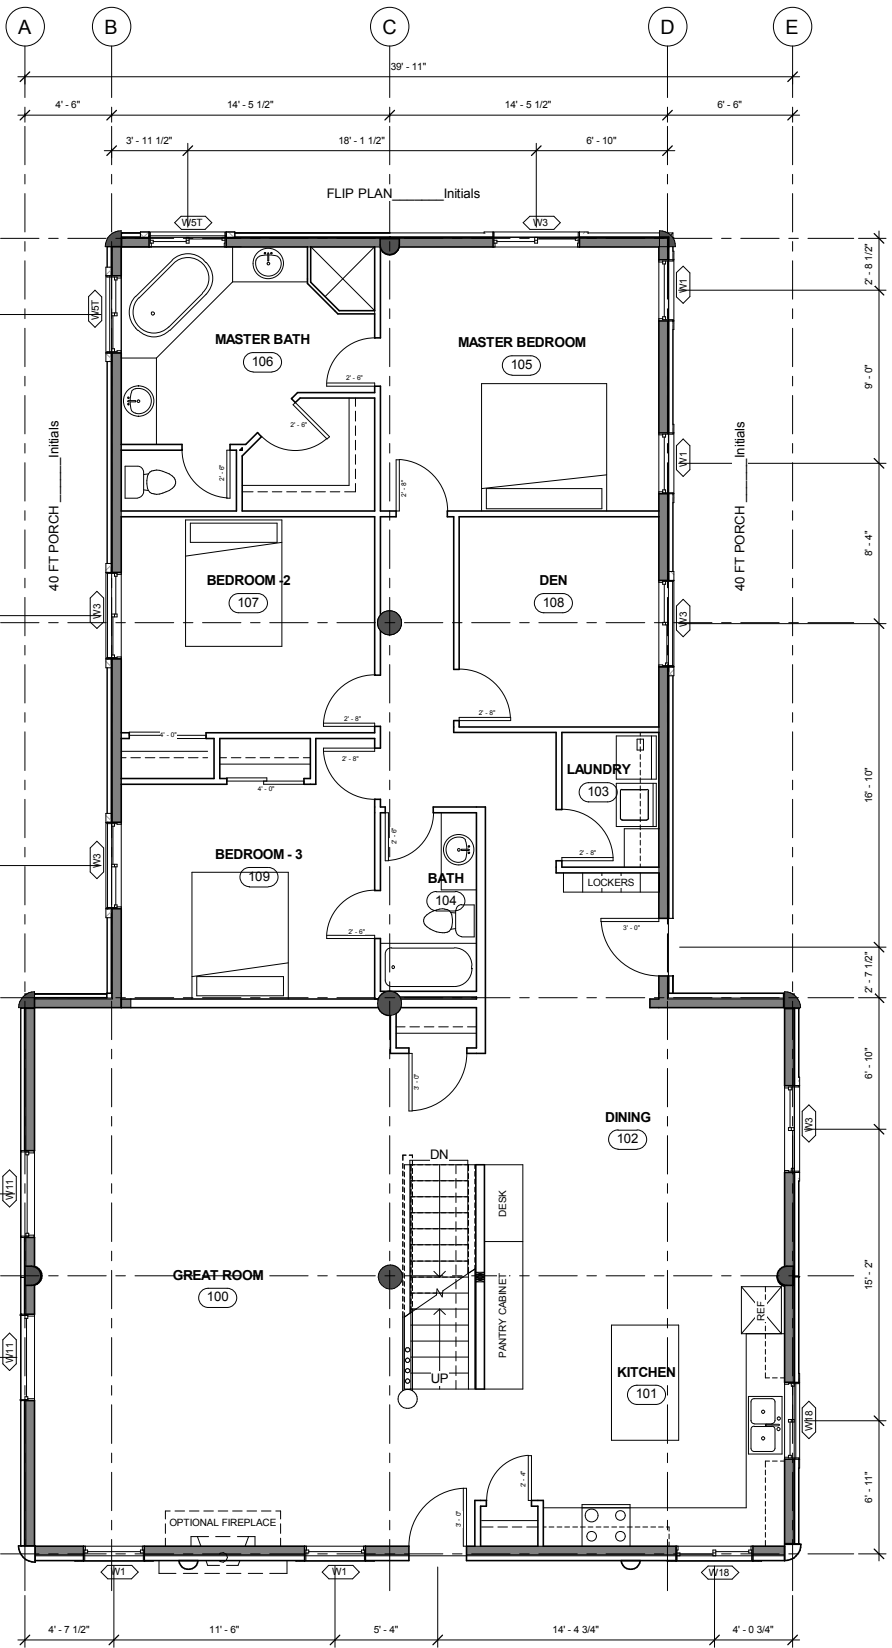 A B C D E
39' - 11"
4' - 6" 14' - 5 1/2" 14' - 5 1/2" 6' - 6"
3' - 11 1/2" 18' - 1 1/2" 6' - 10"
FLIP PLAN_______Initials
W5T W3
2' - 8 1/2"
W1
W5T
MASTER BATH
106
MASTER BEDROOM
105
2' - 6"
9' - 0"
2' - 6"
40 FT PORCH ______Initials
40 FT PORCH ______Initials
W1
2' - 6"
2' - 8"
8' - 4"
BEDROOM -2
107
DEN
108
W3
W3
2' - 8"
2' - 8"
4' - 0"
2' - 8"
4' - 0"
LAUNDRY
103
16' - 10"
2' - 6"
2' - 8"
BEDROOM - 3
109
BATH
104
W3
LOCKERS
2' - 6"
3' - 0"
2' - 7 1/2"
6' - 10"
3' - 0"
DINING
102
W3
DN
DESK
W11
GREAT ROOM
100
PANTRY CABINET
REF
15' - 2"
W11
UP
KITCHEN
101
W18
2' - 4"
6' - 11"
OPTIONAL FIREPLACE
3' - 0"
W1 W1 W18
4' - 7 1/2" 11' - 6" 5' - 4" 14' - 4 3/4" 4' - 0 3/4"